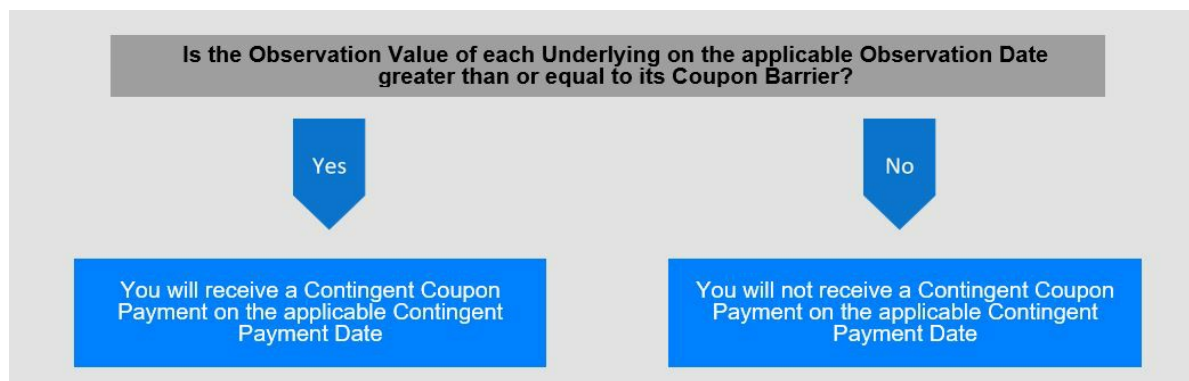 Is the Observation Value of each Underlying on the applicable Observation Date
greater than or equal to its Coupon Barrier?
Yes
No
You will receive a Contingent Coupon
Payment on the applicable Contingent
Payment Date
You will not receive a Contingent Coupon
Payment on the applicable Contingent
Payment Date